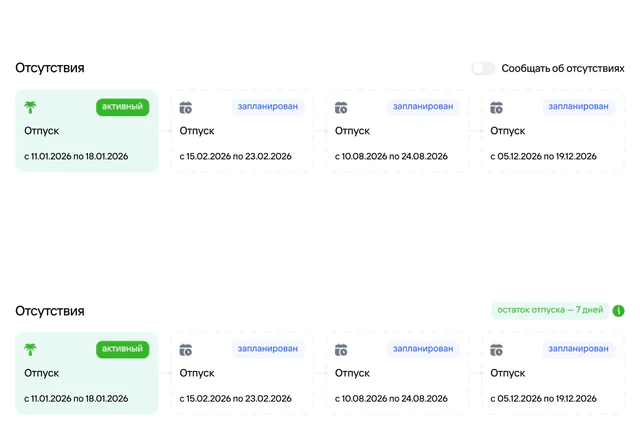 Отсутствия
Сообщать об отсутствиях
активный
запланирован
запланирован
запланирован
Отпуск
Отпуск
Отпуск
Отпуск
с 11.01.2026 по 18.01.2026
с 15.02.2026 по 23.02.2026
с 10.08.2026 по 24.08.2026
с 05.12.2026 по 19.12.2026
Отсутствия
остаток отпуска — 7 дней
активный
запланирован
запланирован
запланирован
Отпуск
Отпуск
Отпуск
Отпуск
с 11.01.2026 по 18.01.2026
с 15.02.2026 по 23.02.2026
с 10.08.2026 по 24.08.2026
с 05.12.2026 по 19.12.2026